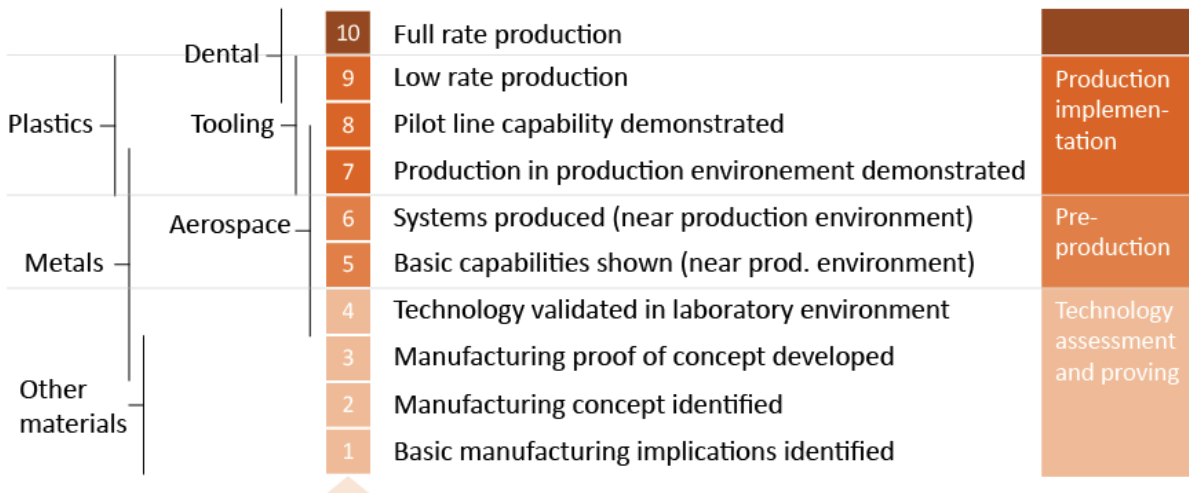 Dental
Plastics
Tooling
Aerospace
Metals
Other
materials
10 Full rate production
9 Low rate production
8 Pilot line capability demonstrated
7 Production in production environement demonstrated
6 Systems produced (near production environment)
5 Basic capabilities shown (near prod. environment)
4 Technology validated in laboratory environment
3 Manufacturing proof of concept developed
2 Manufacturing concept identified
1 Basic manufacturing implications identified
Production
implemen-
tation
Pre-
production
Technology
assessment
and proving